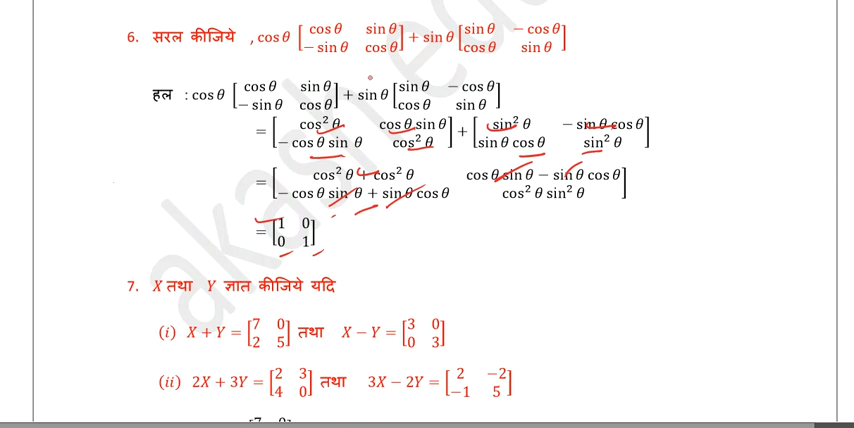 6. सरल कीजिये , cos θ [cos θ sin θ; − sin θ cos θ] + sin θ [sin θ − cos θ; cos θ sin θ]
हल : cos θ [cos θ sin θ; − sin θ cos θ] + sin θ [sin θ − cos θ; cos θ sin θ]
= [cos² θ cos θ sin θ; − cos θ sin θ cos² θ] + [sin² θ − sin θ cos θ; sin θ cos θ sin² θ]
= [cos² θ + cos² θ cos θ sin θ − sin θ cos θ; − cos θ sin θ + sin θ cos θ cos² θ sin² θ]
= [1 0; 0 1]
7. X तथा Y ज्ञात कीजिये यदि
(i) X + Y = [7 0; 2 5] तथा X − Y = [3 0; 0 3]
(ii) 2X + 3Y = [2 3; 4 0] तथा 3X − 2Y = [2 −2; −1 5]